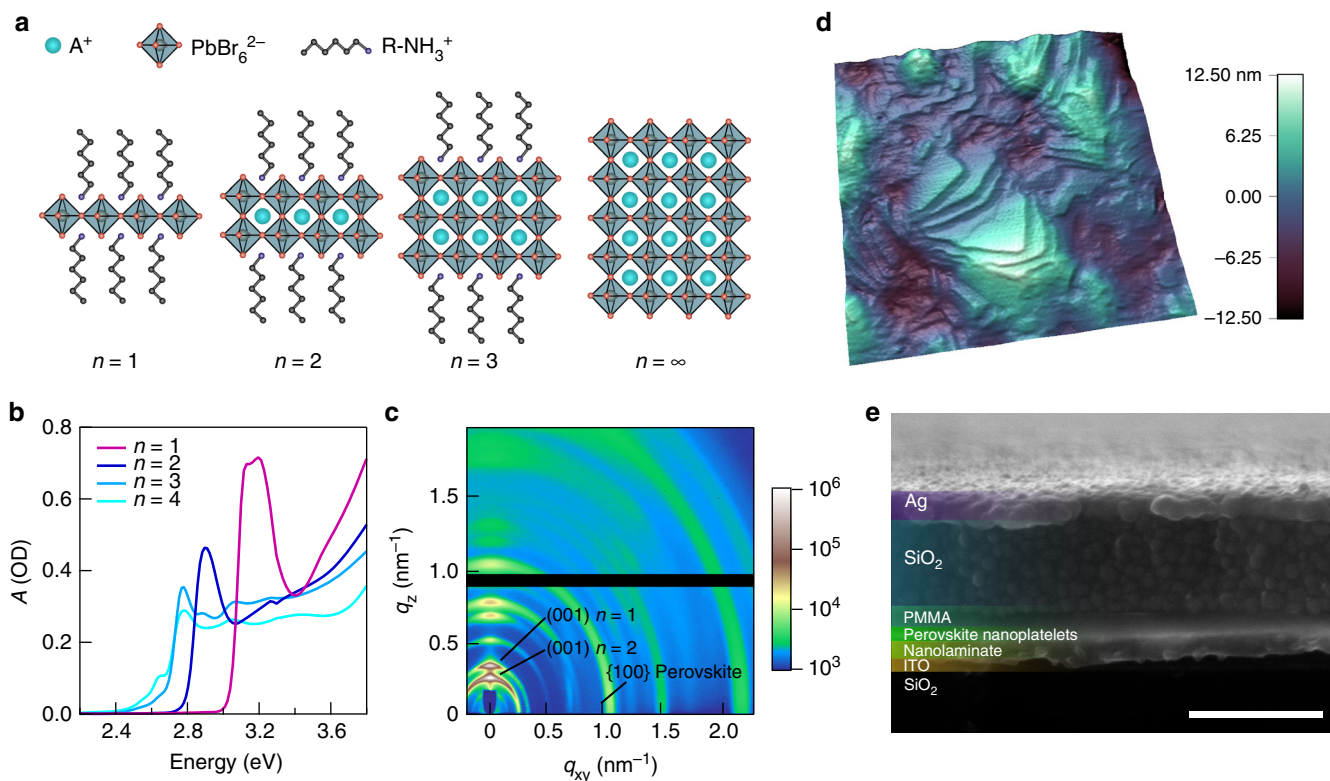 a
A⁺
PbBr₆²⁻
R-NH₃⁺
n = 1
n = 2
n = 3
n = ∞
b
A (OD)
0.8
0.6
0.4
0.2
0.0
n = 1
n = 2
n = 3
n = 4
2.4
2.8
3.2
3.6
Energy (eV)
c
q_z (nm⁻¹)
1.5
1.0
0.5
0
(001) n = 1
(001) n = 2
{100} Perovskite
0
0.5
1.0
1.5
2.0
q_xy (nm⁻¹)
10⁶
10⁵
10⁴
10³
d
12.50 nm
6.25
0.00
−6.25
−12.50
e
Ag
SiO₂
PMMA
Perovskite nanoplatelets
Nanolaminate
ITO
SiO₂